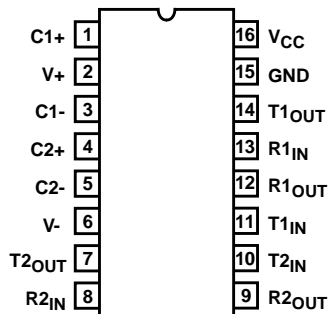 C1+ 1 16 VCC
V+ 2 15 GND
C1- 3 14 T1OUT
C2+ 4 13 R1IN
C2- 5 12 R1OUT
V- 6 11 T1IN
T2OUT 7 10 T2IN
R2IN 8 9 R2OUT